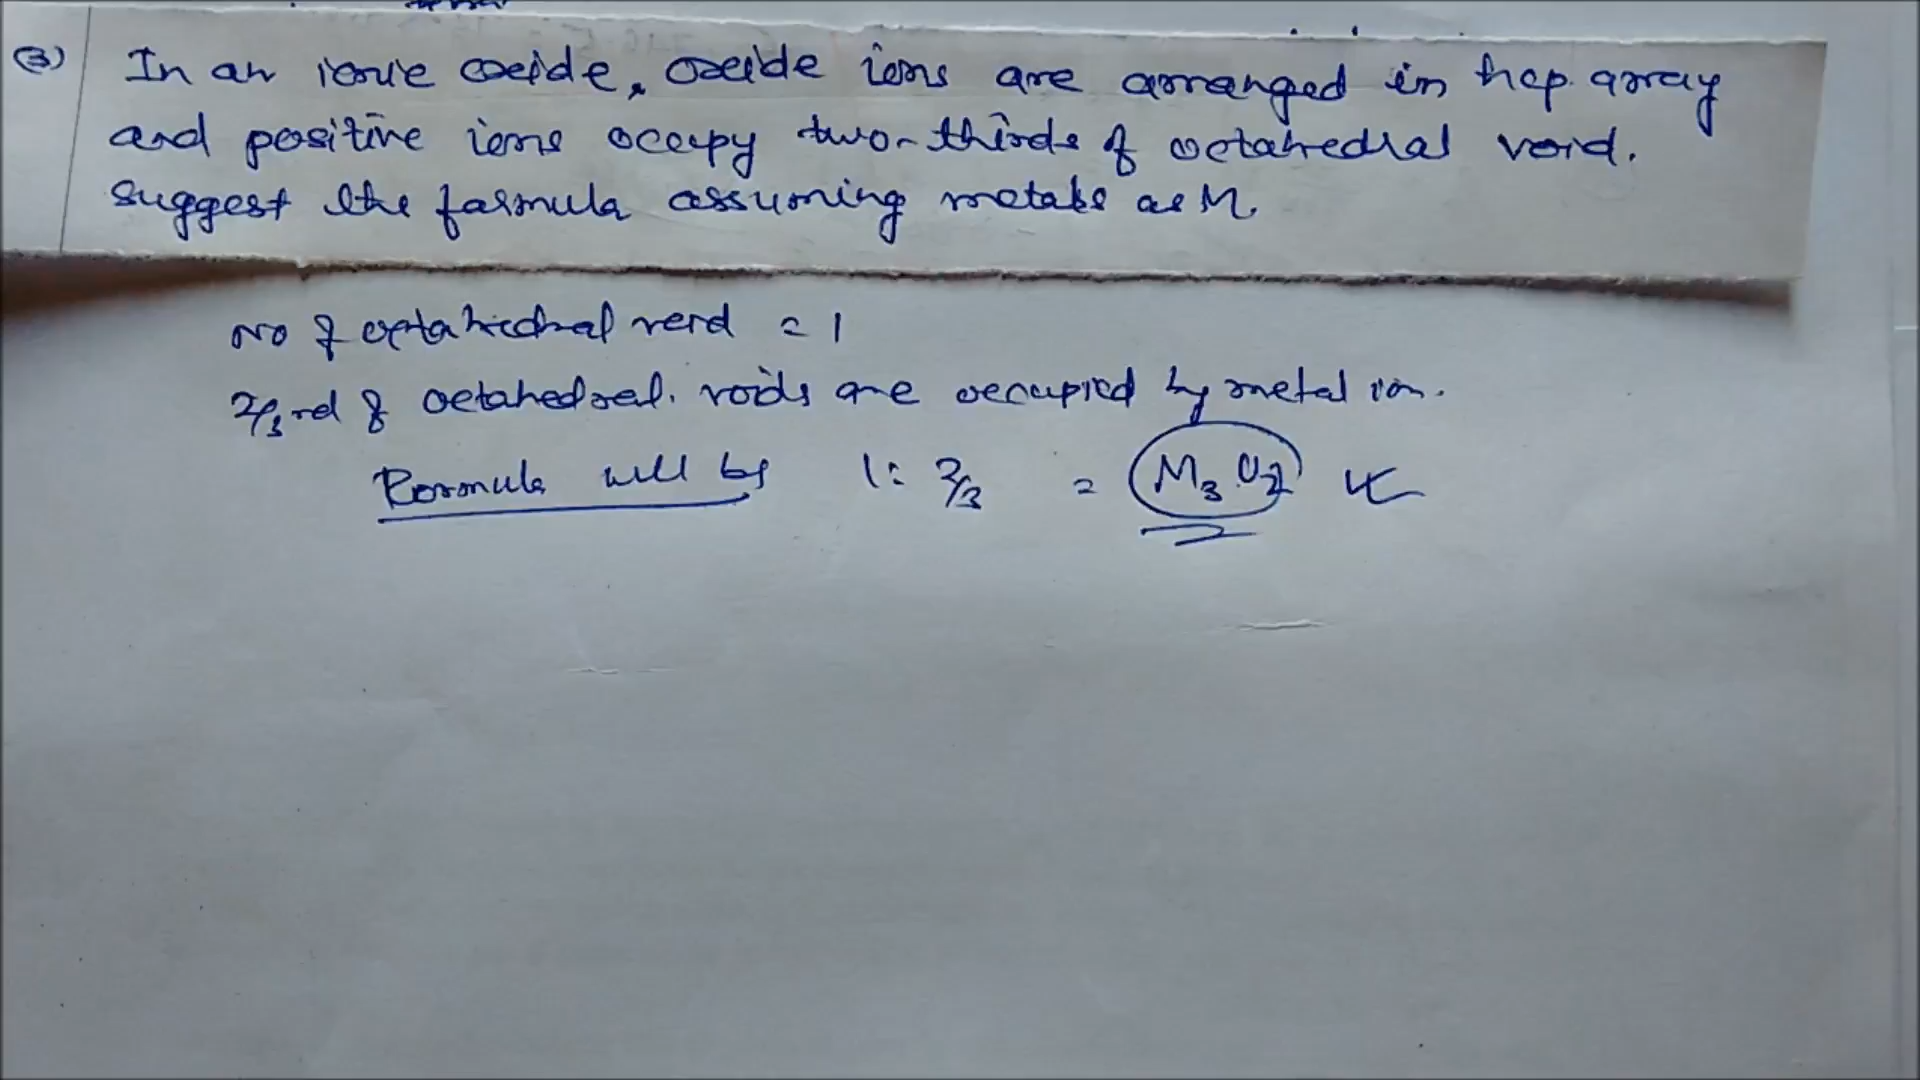 (3) In an ionic oxide, oxide ions are arranged in hcp. array
and positive ions occupy two-thirds of octahedral void.
Suggest the formula assuming metals as M.
No of octahedral void = 1
2/3rd of octahedral voids are occupied by metal ion.
Formula will be 1: 2/3 = M3O2